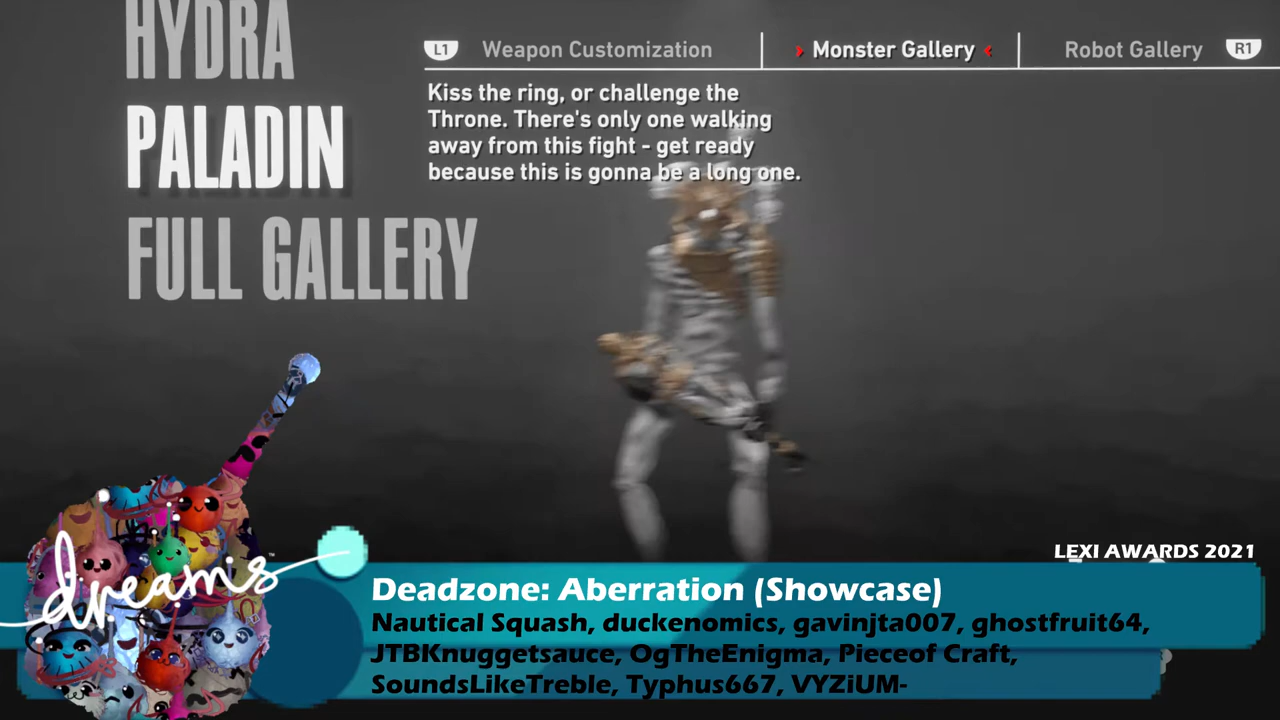 HYDRA
PALADIN
FULL GALLERY
L1 Weapon Customization Monster Gallery Robot Gallery R1
Kiss the ring, or challenge the
Throne. There's only one walking
away from this fight - get ready
because this is gonna be a long one.
dreams™
LEXI AWARDS 2021
Deadzone: Aberration (Showcase)
Nautical Squash, duckenomics, gavinjta007, ghostfruit64,
JTBKnuggetsauce, OgTheEnigma, Pieceof Craft,
SoundsLikeTreble, Typhus667, VYZiUM-